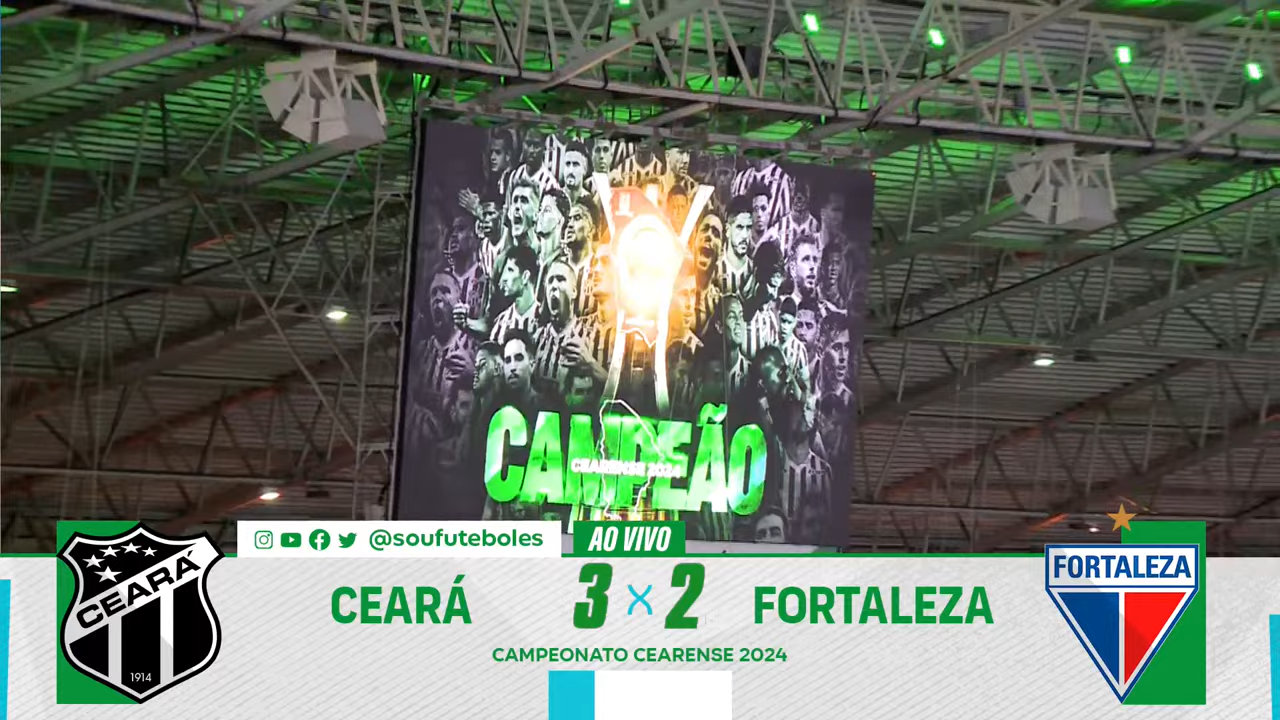 CAMPEÃO
CEARENSE 2024
@soufuteboles
AO VIVO
CEARÁ
1914
CEARÁ 3 X 2 FORTALEZA
CAMPEONATO CEARENSE 2024
FORTALEZA